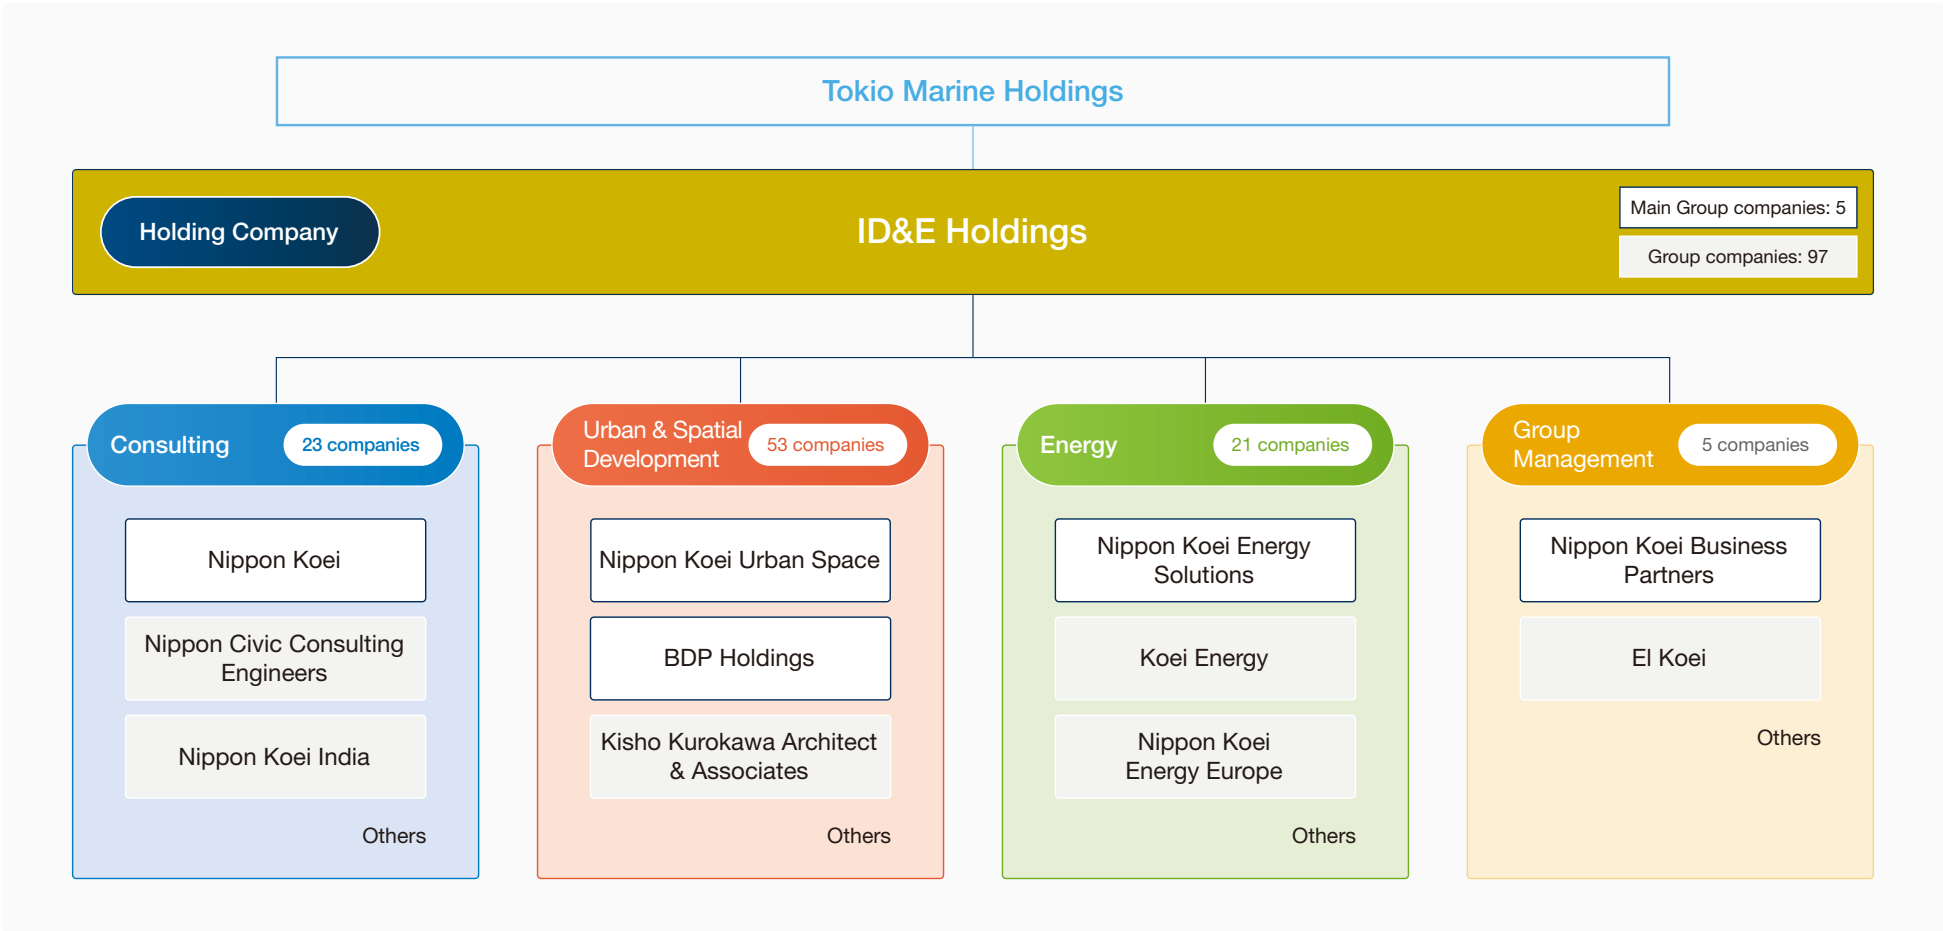 Tokio Marine Holdings
Holding Company
ID&E Holdings
Main Group companies: 5
Group companies: 97
Consulting
23 companies
Nippon Koei
Nippon Civic Consulting
Engineers
Nippon Koei India
Others
Urban & Spatial
Development
53 companies
Nippon Koei Urban Space
BDP Holdings
Kisho Kurokawa Architect
& Associates
Others
Energy
21 companies
Nippon Koei Energy
Solutions
Koei Energy
Nippon Koei
Energy Europe
Others
Group
Management
5 companies
Nippon Koei Business
Partners
El Koei
Others